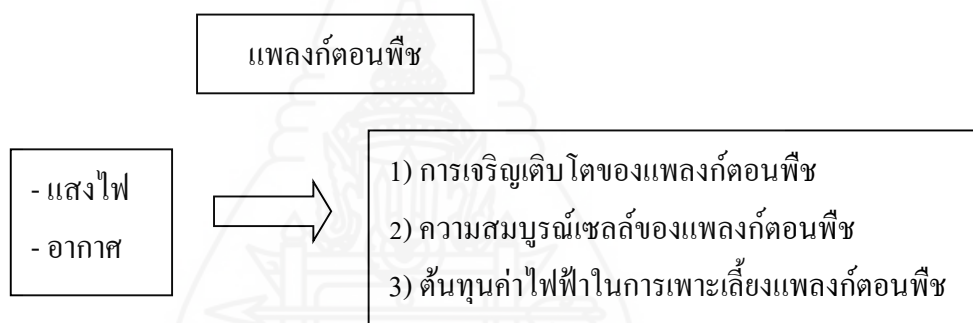 แพลงก์ตอนพืช
- แสงไฟ
- อากาศ
1) การเจริญเติบโตของแพลงก์ตอนพืช
2) ความสมบูรณ์เซลล์ของแพลงก์ตอนพืช
3) ต้นทุนค่าไฟฟ้าในการเพาะเลี้ยงแพลงก์ตอนพืช